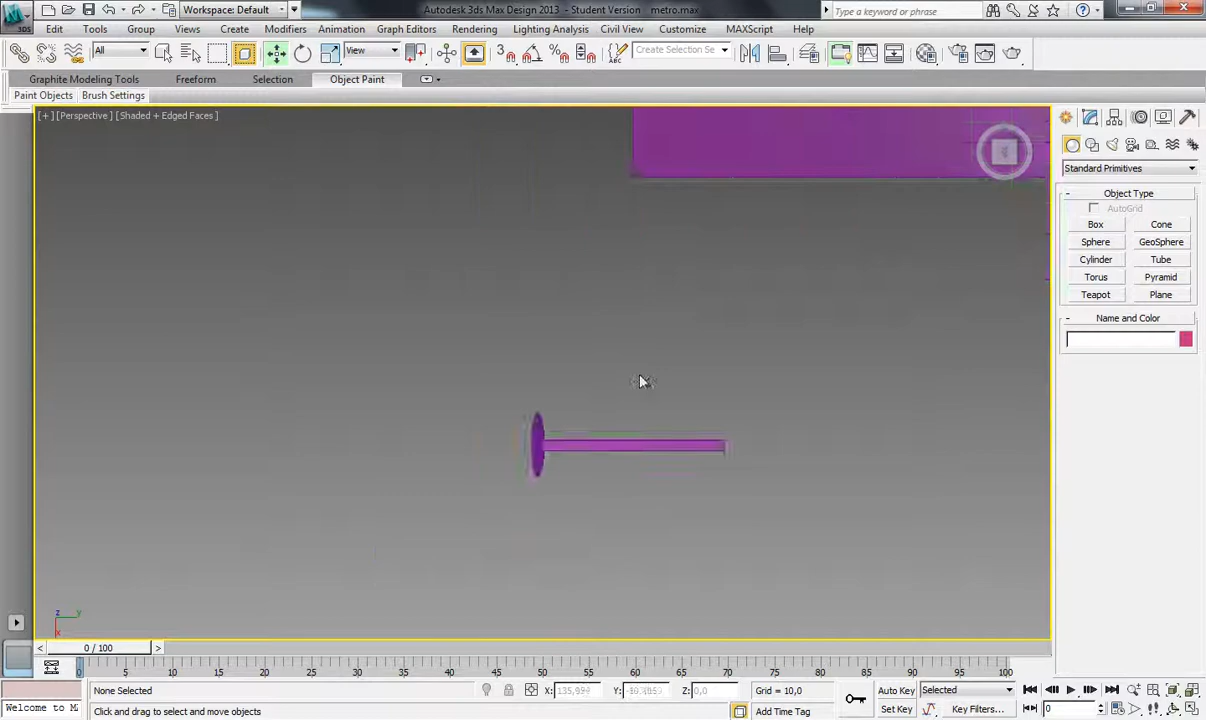 Workspace: Default
Autodesk 3ds Max Design 2013 - Student Version metro.max
Type a keyword or phrase
3DS
Edit Tools Group Views Create Modifiers Animation Graph Editors Rendering Lighting Analysis Civil View Customize MAXScript Help
All View 3 Create Selection Se
Graphite Modeling Tools Freeform Selection Object Paint
Paint Objects Brush Settings
[ + ] [Perspective ] [Shaded + Edged Faces ]
Standard Primitives
Object Type
AutoGrid
Box Cone
Sphere GeoSphere
Cylinder Tube
Torus Pyramid
Teapot Plane
Name and Color
z y
x
0 / 100
0 5 10 15 20 25 30 35 40 45 50 55 60 65 70 75 80 85 90 95 100
None Selected X: Y: Z: 0,0 Grid = 10,0 Auto Key Selected
Welcome to M Click and drag to select and move objects Add Time Tag Set Key Key Filters... 0